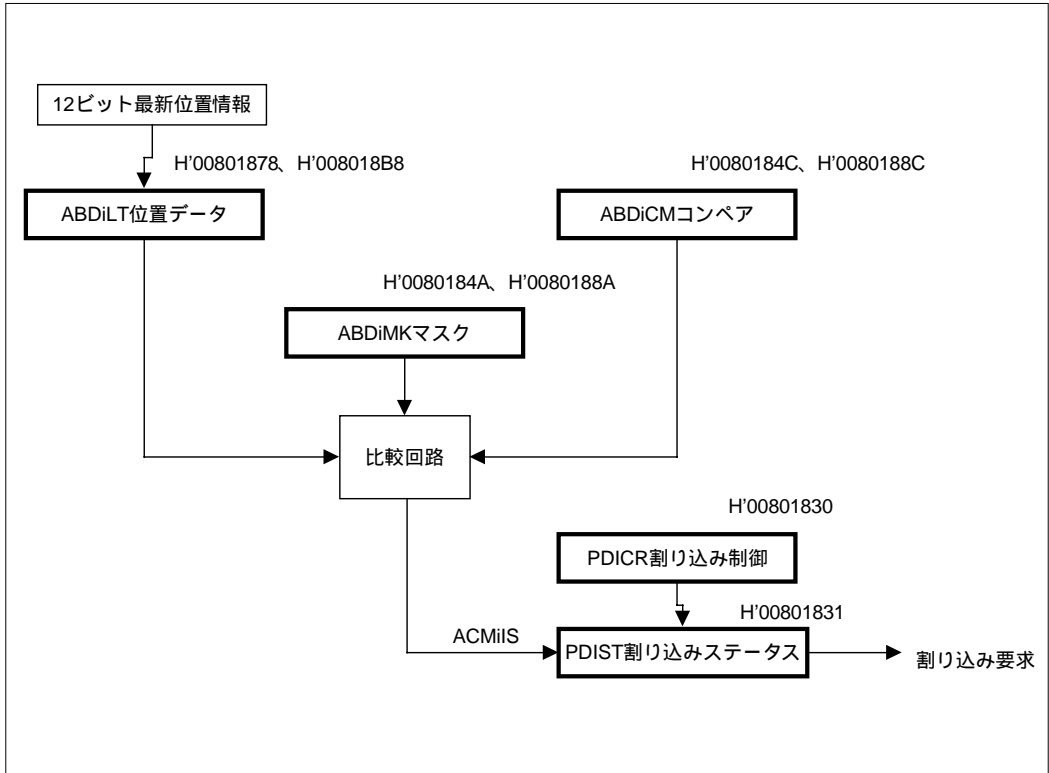 12ビット最新位置情報
H'00801878、H'008018B8
H'0080184C、H'0080188C
ABDiLT位置データ
ABDiCMコンペア
H'0080184A、H'0080188A
ABDiMKマスク
比較回路
H'00801830
PDICR割り込み制御
H'00801831
ACMiIS
PDIST割り込みステータス
割り込み要求